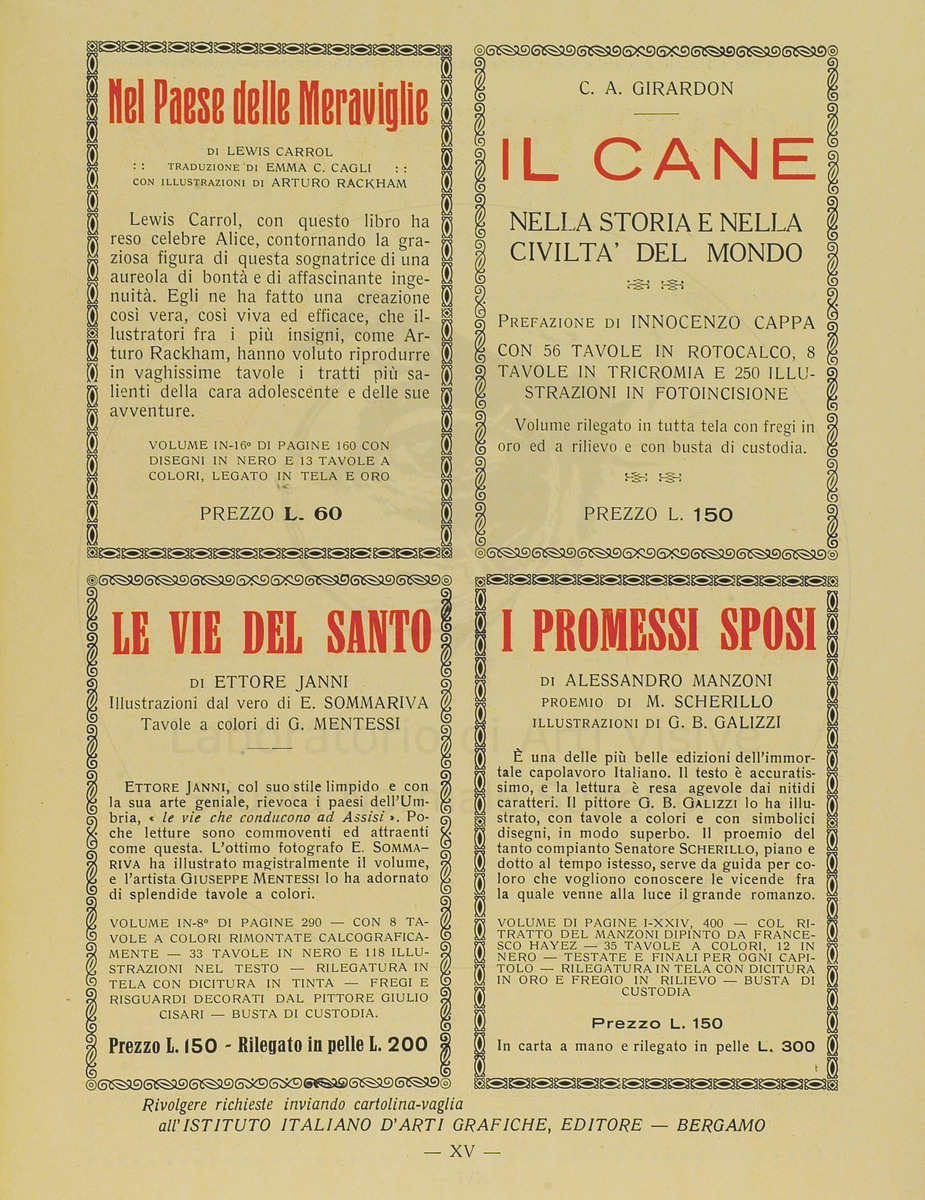 Nel Paese delle Meraviglie
DI LEWIS CARROL
: : TRADUZIONE DI EMMA C. CAGLI : :
CON ILLUSTRAZIONI DI ARTURO RACKHAM
Lewis Carrol, con questo libro ha
reso celebre Alice, contornando la gra-
ziosa figura di questa sognatrice di una
aureola di bontà e di affascinante inge-
nuità. Egli ne ha fatto una creazione
così vera, così viva ed efficace, che il-
lustratori fra i più insigni, come Ar-
turo Rackham, hanno voluto riprodurre
in vaghissime tavole i tratti più sa-
lienti della cara adolescente e delle sue
avventure.
VOLUME IN-16º DI PAGINE 160 CON
DISEGNI IN NERO E 13 TAVOLE A
COLORI, LEGATO IN TELA E ORO
PREZZO L. 60
C. A. GIRARDON
IL CANE
NELLA STORIA E NELLA
CIVILTA' DEL MONDO
PREFAZIONE DI INNOCENZO CAPPA
CON 56 TAVOLE IN ROTOCALCO, 8
TAVOLE IN TRICROMIA E 250 ILLU-
STRAZIONI IN FOTOINCISIONE
Volume rilegato in tutta tela con fregi in
oro ed a rilievo e con busta di custodia.
PREZZO L. 150
LE VIE DEL SANTO
DI ETTORE JANNI
Illustrazioni dal vero di E. SOMMARIVA
Tavole a colori di G. MENTESSI
ETTORE JANNI, col suo stile limpido e con
la sua arte geniale, rievoca i paesi dell'Um-
bria, « le vie che conducono ad Assisi ». Po-
che letture sono commoventi ed attraenti
come questa. L'ottimo fotografo E. SOMMA-
RIVA ha illustrato magistralmente il volume,
e l'artista GIUSEPPE MENTESSI lo ha adornato
di splendide tavole a colori.
VOLUME IN-8º DI PAGINE 290 — CON 8 TA-
VOLE A COLORI RIMONTATE CALCOGRAFICA-
MENTE — 33 TAVOLE IN NERO E 118 ILLU-
STRAZIONI NEL TESTO — RILEGATURA IN
TELA CON DICITURA IN TINTA — FREGI E
RISGUARDI DECORATI DAL PITTORE GIULIO
CISARI — BUSTA DI CUSTODIA.
Prezzo L. 150 - Rilegato in pelle L. 200
I PROMESSI SPOSI
DI ALESSANDRO MANZONI
PROEMIO DI M. SCHERILLO
ILLUSTRAZIONI DI G. B. GALIZZI
È una delle più belle edizioni dell'immor-
tale capolavoro Italiano. Il testo è accuratis-
simo, e la lettura è resa agevole dai nitidi
caratteri. Il pittore G. B. GALIZZI lo ha illu-
strato, con tavole a colori e con simbolici
disegni, in modo superbo. Il proemio del
tanto compianto Senatore SCHERILLO, piano e
dotto al tempo istesso, serve da guida per co-
loro che vogliono conoscere le vicende fra
la quale venne alla luce il grande romanzo.
VOLUME DI PAGINE I-XXIV, 400 — COL RI-
TRATTO DEL MANZONI DIPINTO DA FRANCE-
SCO HAYEZ — 35 TAVOLE A COLORI, 12 IN
NERO — TESTATE E FINALI PER OGNI CAPI-
TOLO — RILEGATURA IN TELA CON DICITURA
IN ORO E FREGIO IN RILIEVO — BUSTA DI
CUSTODIA
Prezzo L. 150
In carta a mano e rilegato in pelle L. 300
Rivolgere richieste inviando cartolina-vaglia
all'ISTITUTO ITALIANO D'ARTI GRAFICHE, EDITORE — BERGAMO
— XV —